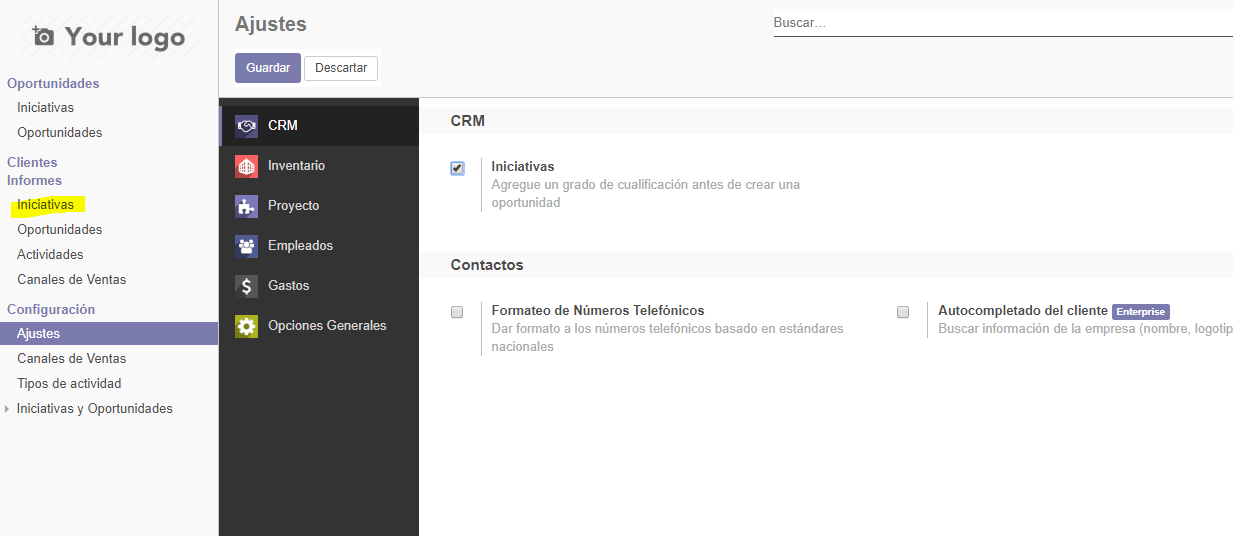 Your logo
Oportunidades
Iniciativas
Oportunidades
Clientes
Informes
Iniciativas
Oportunidades
Actividades
Canales de Ventas
Configuración
Ajustes
Canales de Ventas
Tipos de actividad
Iniciativas y Oportunidades
Ajustes
Buscar...
Guardar
Descartar
CRM
Inventario
Proyecto
Empleados
Gastos
Opciones Generales
CRM
Iniciativas
Agregue un grado de cualificación antes de crear una
oportunidad
Contactos
Formateo de Números Telefónicos
Dar formato a los números telefónicos basado en estándares
nacionales
Autocompletado del cliente Enterprise
Buscar información de la empresa (nombre, logotip